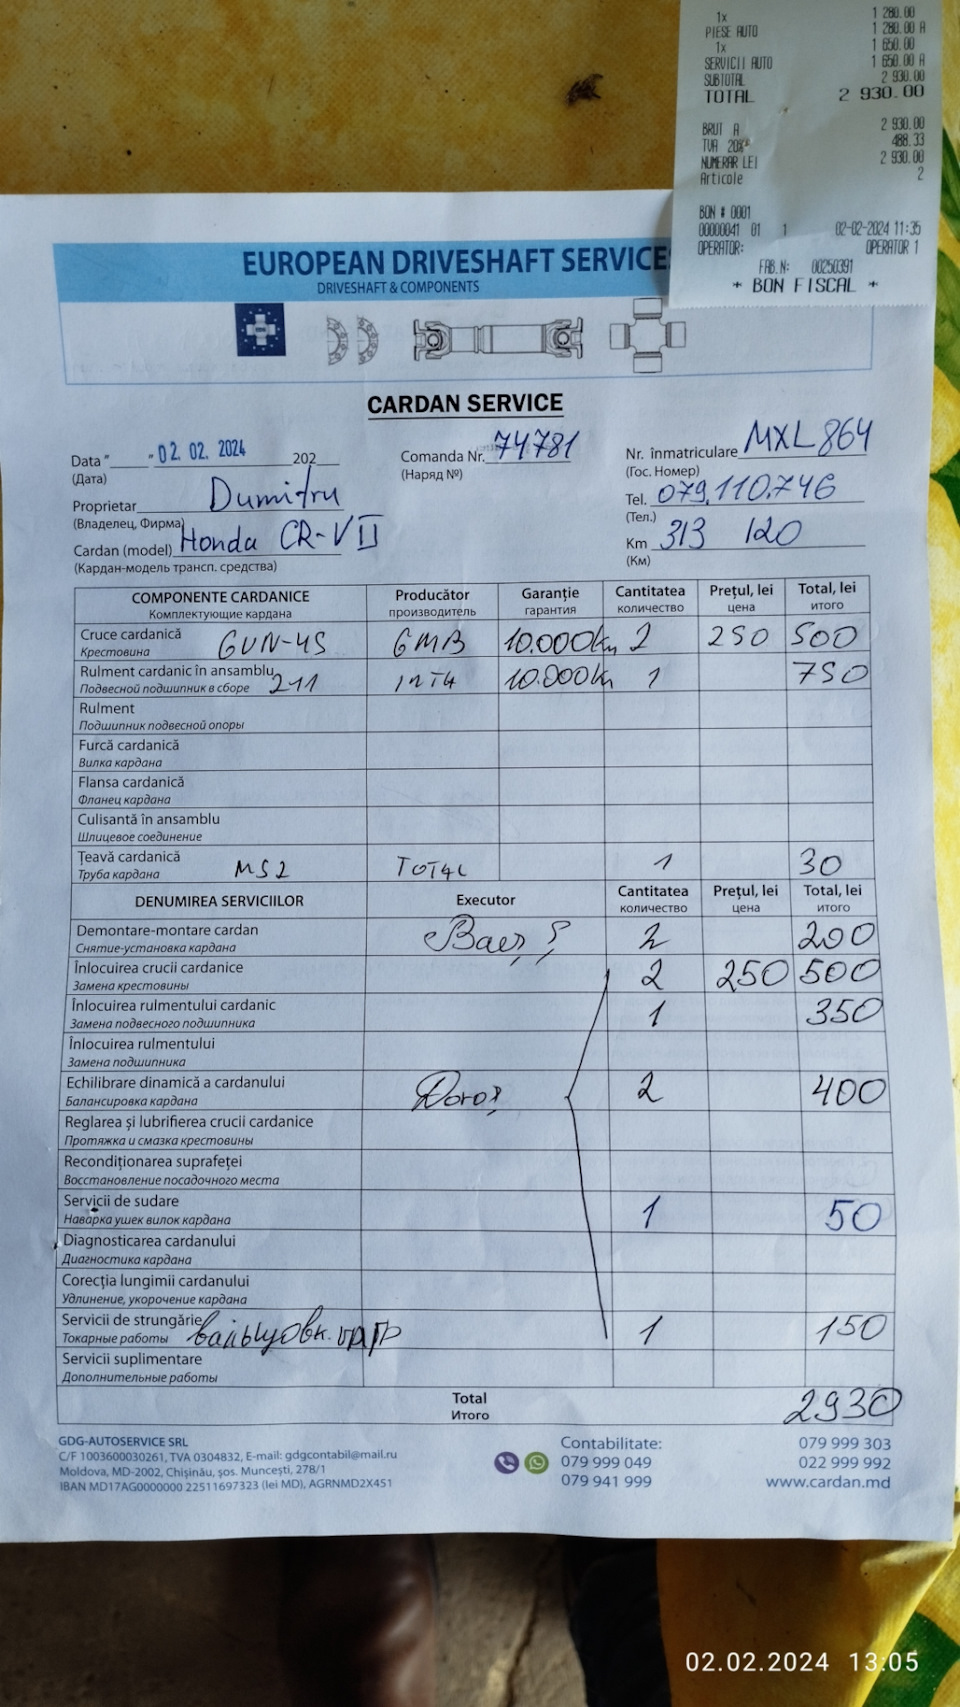 1x 1 280.00
PIESE AUTO 1 280.00 A
1x 1 650.00
SERVICII AUTO 1 650.00 A
SUBTOTAL 2 930.00
TOTAL 2 930.00
BRUT A 2 930.00
TVA 20% 488.33
NUMERAR LEI 2 930.00
Articole 2
BON # 0001
00000041 01 1 02-02-2024 11:35
OPERATOR: OPERATOR 1
FAB.N: 00250391
* BON FISCAL *
EUROPEAN DRIVESHAFT SERVICE
DRIVESHAFT & COMPONENTS
CARDAN SERVICE
Data "____" 02.02.2024 202__ Comanda Nr. 74781 Nr. înmatriculare MXL864
(Дата) (Наряд №) (Гос. Номер)
Proprietar Dumitru Tel. 079.110.746
(Владелец, Фирма) (Тел.)
Cardan (model) Honda CR-V II Km 313 120
(Кардан-модель трансп. средства) (Км)
COMPONENTE CARDANICE Producător Garanție Cantitatea Prețul, lei Total, lei
Комплектующие кардана производитель гарантия количество цена итого
Cruce cardanică GUN-45 GMB 10.000km 2 250 500
Крестовина
Rulment cardanic în ansamblu 211 INT4 10.000km 1 750
Подвесной подшипник в сборе
Rulment
Подшипник подвесной опоры
Furcă cardanică
Вилка кардана
Flansa cardanică
Фланец кардана
Culisantă în ansamblu
Шлицевое соединение
Țeavă cardanică MS2 TOTAL 1 30
Труба кардана
DENUMIREA SERVICIILOR Executor Cantitatea Prețul, lei Total, lei
количество цена итого
Demontare-montare cardan 2 200
Снятие-установка кардана
Înlocuirea crucii cardanice 2 250 500
Замена крестовины
Înlocuirea rulmentului cardanic 1 350
Замена подвесного подшипника
Înlocuirea rulmentului
Замена подшипника
Echilibrare dinamică a cardanului 2 400
Балансировка кардана
Reglarea și lubrifierea crucii cardanice
Протяжка и смазка крестовины
Recondiționarea suprafeței
Восстановление посадочного места
Servicii de sudare 1 50
Наварка ушек вилок кардана
Diagnosticarea cardanului
Диагностика кардана
Corecția lungimii cardanului
Удлинение, укорочение кардана
Servicii de strungărie 1 150
Токарные работы вальцовк.
Servicii suplimentare
Дополнительные работы
Total 2930
Итого
GDG-AUTOSERVICE SRL
C/F 1003600030261, TVA 0304832, E-mail: gdgcontabil@mail.ru
Moldova, MD-2002, Chișinău, șos. Muncești, 278/1
IBAN MD17AG0000000 22511697323 (lei MD), AGRNMD2X451
Contabilitate: 079 999 303
079 999 049 022 999 992
079 941 999 www.cardan.md
02.02.2024 13:05